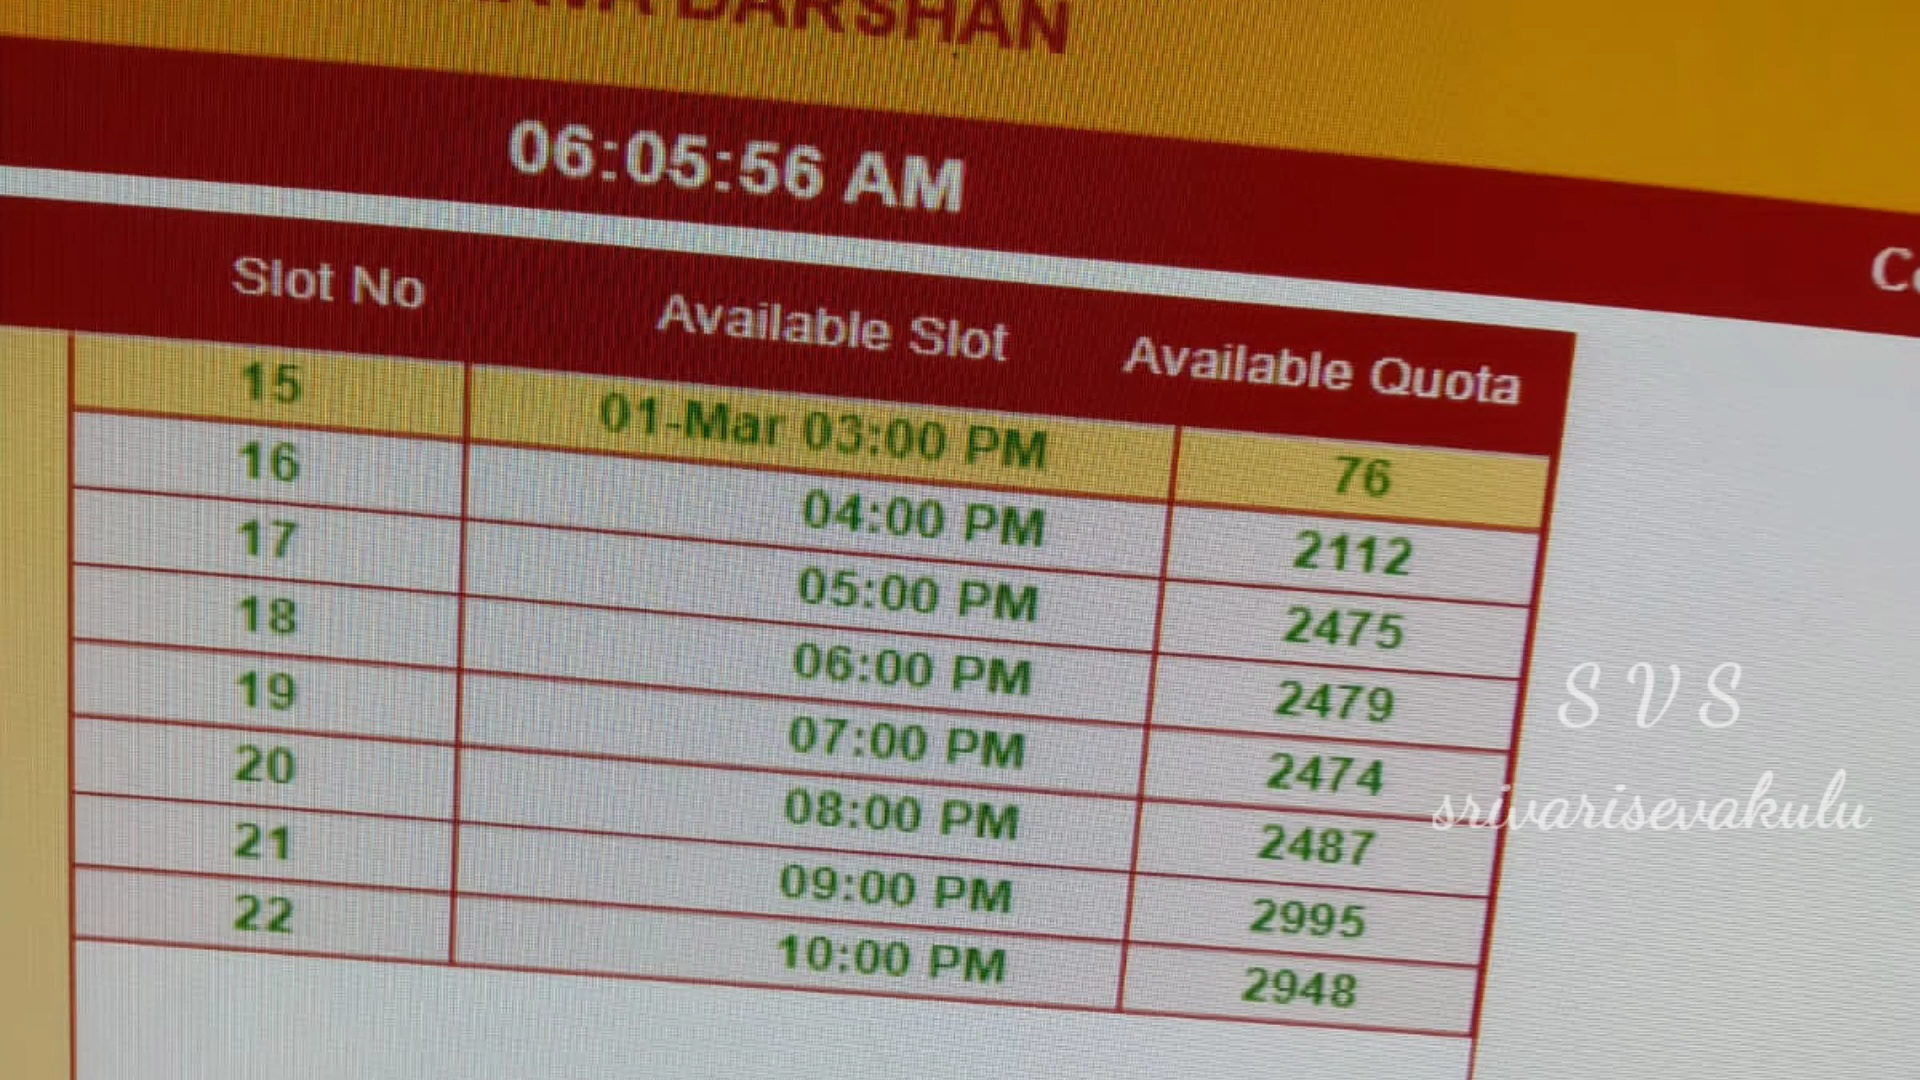 DARSHAN
06:05:56 AM
Slot No Available Slot Available Quota
15 01-Mar 03:00 PM 76
16 04:00 PM 2112
17 05:00 PM 2475
18 06:00 PM 2479
19 07:00 PM 2474
20 08:00 PM 2487
21 09:00 PM 2995
22 10:00 PM 2948
S V S
srivarisevakulu